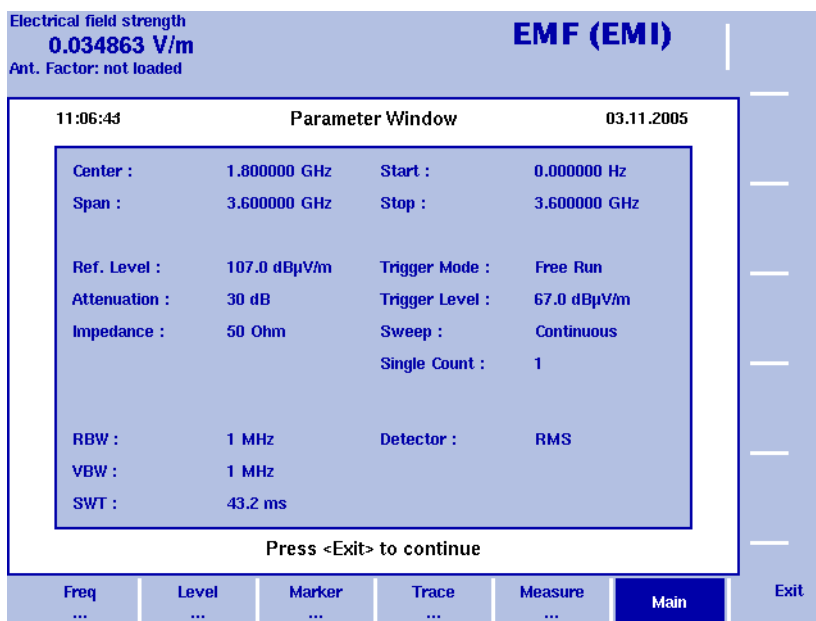 Electrical field strength
0.034863 V/m
EMF (EMI)
Ant. Factor: not loaded
11:06:43 Parameter Window 03.11.2005
Center : 1.800000 GHz Start : 0.000000 Hz
Span : 3.600000 GHz Stop : 3.600000 GHz
Ref. Level : 107.0 dBµV/m Trigger Mode : Free Run
Attenuation : 30 dB Trigger Level : 67.0 dBµV/m
Impedance : 50 Ohm Sweep : Continuous
Single Count : 1
RBW : 1 MHz Detector : RMS
VBW : 1 MHz
SWT : 43.2 ms
Press <Exit> to continue
Freq Level Marker Trace Measure Main Exit
... ... ... ... ...